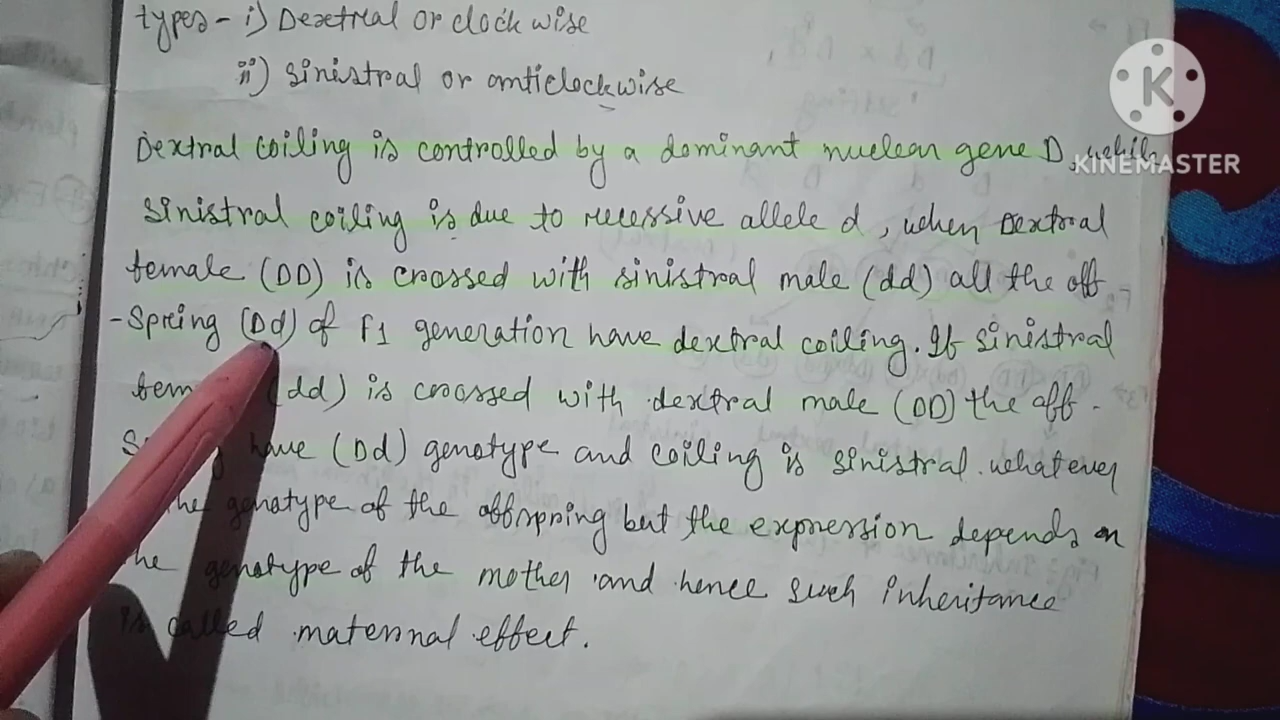 types - i) Dextral or clock wise
ii) Sinistral or anticlockwise
Dextral coiling is controlled by a dominant nuclear gene D, while
Sinistral coiling is due to recessive allele d, when Dextral
female (DD) is crossed with sinistral male (dd) all the off
-Spring (Dd) of F1 generation have dextral coiling. If sinistral
(dd) is crossed with dextral male (DD) the off-
have (Dd) genotype and coiling is sinistral. whatever
the genotype of the offspring but the expression depends on
the genotype of the mother and hence such inheritance
is called maternal effect.
K
KINEMASTER